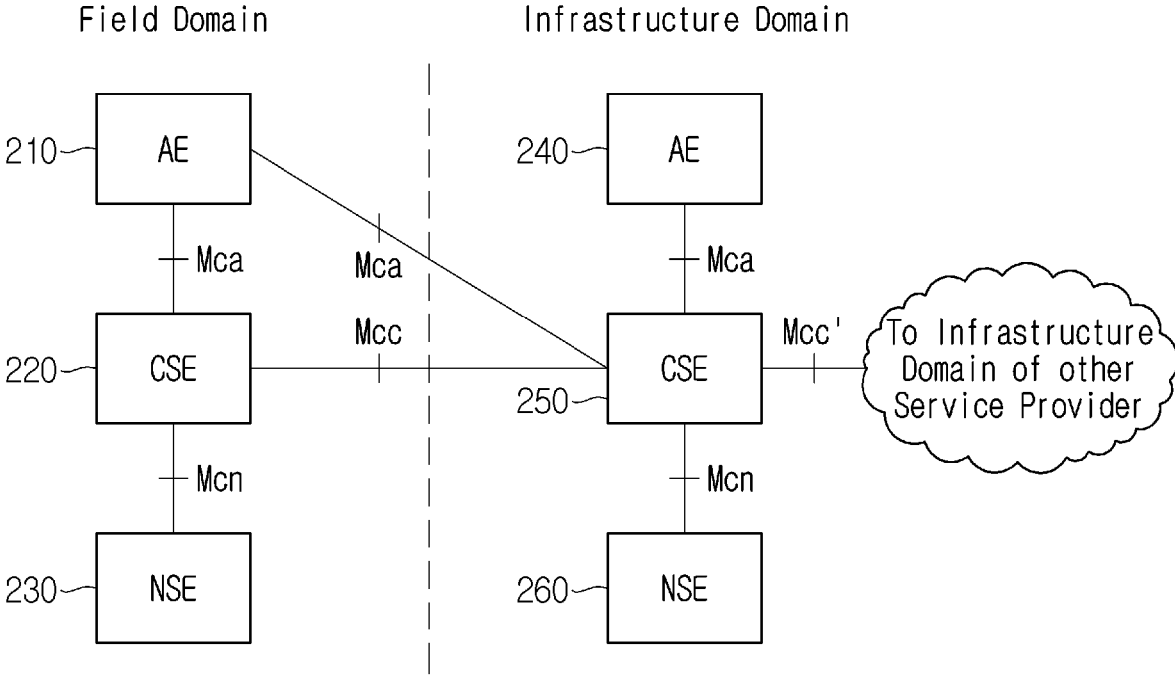 Field Domain
Infrastructure Domain
210
AE
240
AE
Mca
Mca
Mca
220
CSE
Mcc
250
CSE
Mcc'
To Infrastructure
Domain of other
Service Provider
Mcn
Mcn
230
NSE
260
NSE